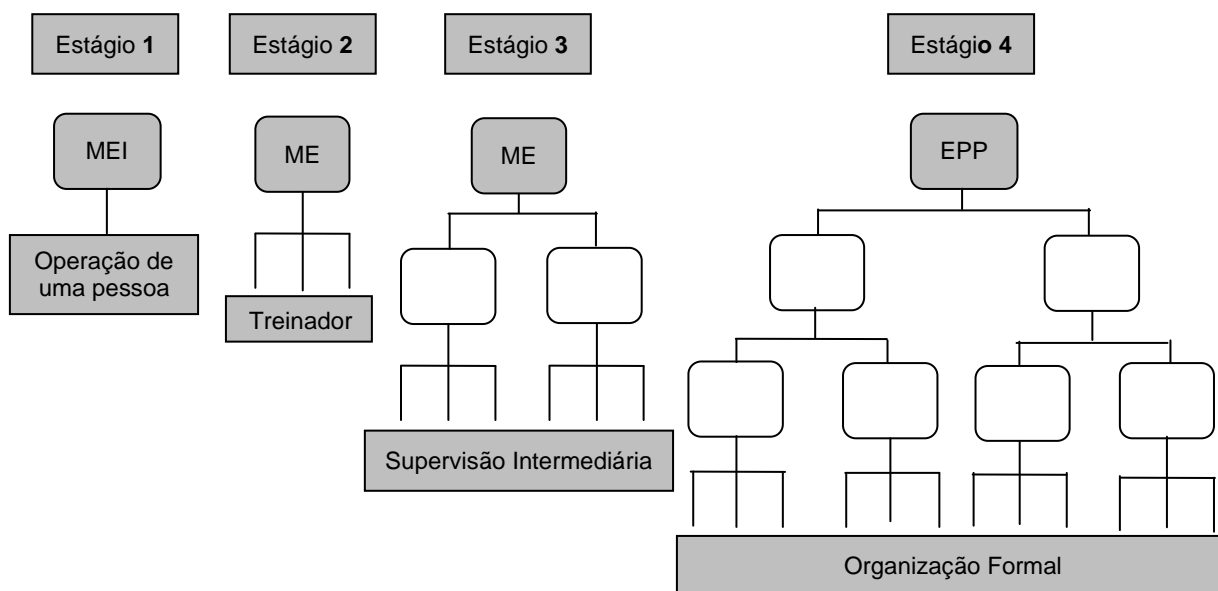 Estágio 1
Estágio 2
Estágio 3
Estágio 4
MEI
ME
ME
EPP
Operação de
uma pessoa
Treinador
Supervisão Intermediária
Organização Formal